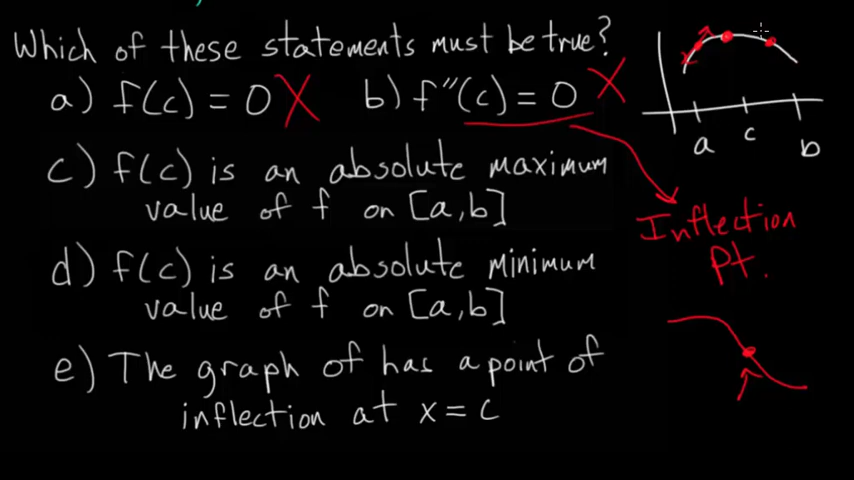 Which of these statements must be true?
a) f(c) = 0 X b) f"(c) = 0 X
c) f(c) is an absolute maximum
value of f on [a,b]
d) f(c) is an absolute minimum
value of f on [a,b]
e) The graph of has a point of
inflection at x = c
x
a c b
Inflection
Pt.